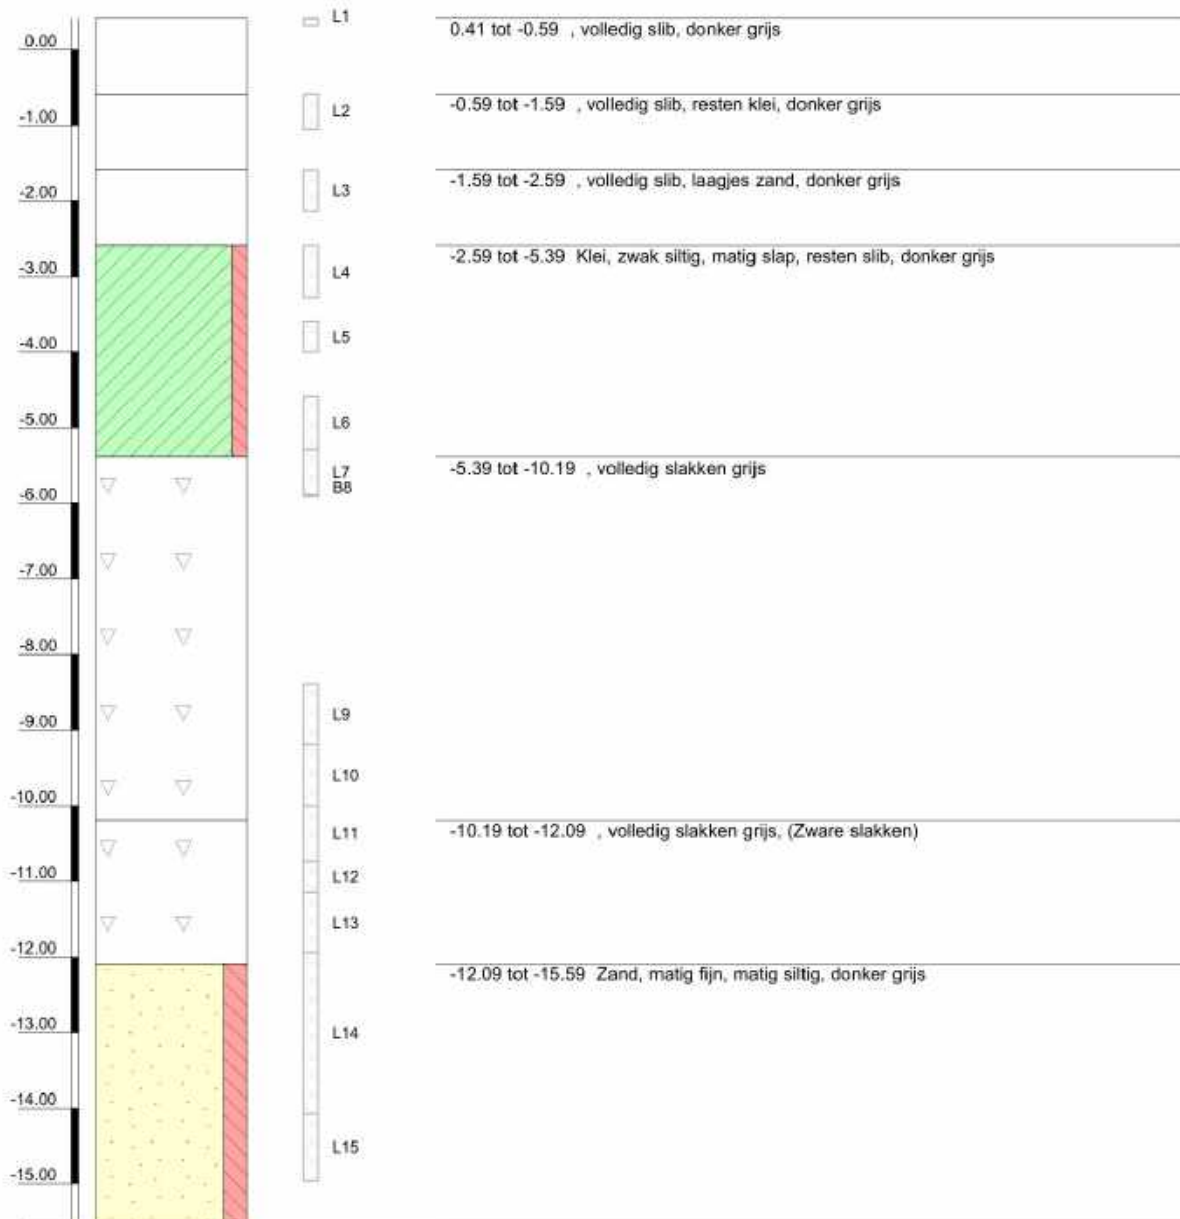 L1
0.41 tot -0.59 , volledig slib, donker grijs
0.00
-0.59 tot -1.59 , volledig slib, resten klei, donker grijs
L2
-1.00
-1.59 tot -2.59 , volledig slib, laagjes zand, donker grijs
L3
-2.00
-2.59 tot -5.39 Klei, zwak siltig, matig slap, resten slib, donker grijs
-3.00
L4
L5
-4.00
-5.00
L6
-5.39 tot -10.19 , volledig slakken grijs
L7
B8
-6.00
-7.00
-8.00
L9
-9.00
L10
-10.00
-10.19 tot -12.09 , volledig slakken grijs, (Zware slakken)
L11
-11.00
L12
L13
-12.00
-12.09 tot -15.59 Zand, matig fijn, matig siltig, donker grijs
-13.00
L14
-14.00
L15
-15.00